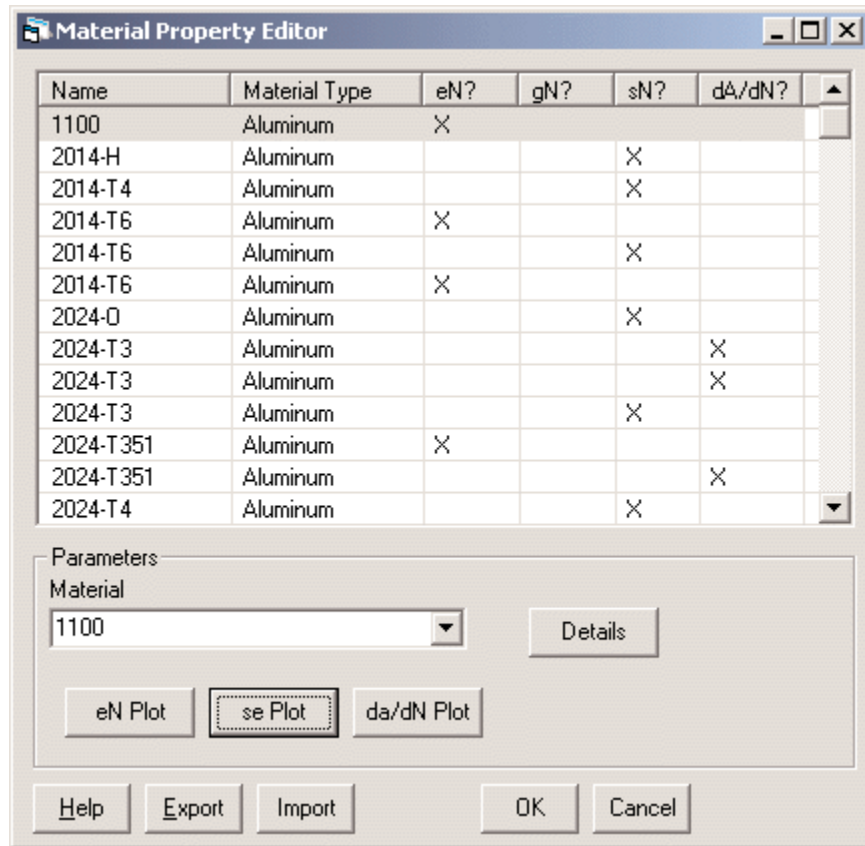 Material Property Editor
Name Material Type eN? gN? sN? dA/dN?
1100 Aluminum X
2014-H Aluminum X
2014-T4 Aluminum X
2014-T6 Aluminum X
2014-T6 Aluminum X
2014-T6 Aluminum X
2024-O Aluminum X
2024-T3 Aluminum X
2024-T3 Aluminum X
2024-T3 Aluminum X
2024-T351 Aluminum X
2024-T351 Aluminum X
2024-T4 Aluminum X
Parameters
Material
1100 Details
eN Plot se Plot da/dN Plot
Help Export Import OK Cancel